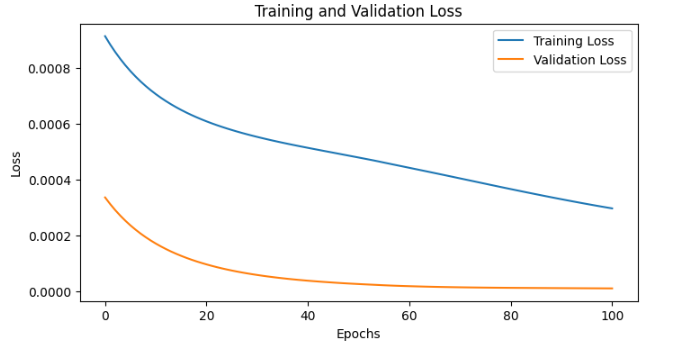 Training and Validation Loss
Training Loss
Validation Loss
Loss
0.0008
0.0006
0.0004
0.0002
0.0000
0 20 40 60 80 100
Epochs